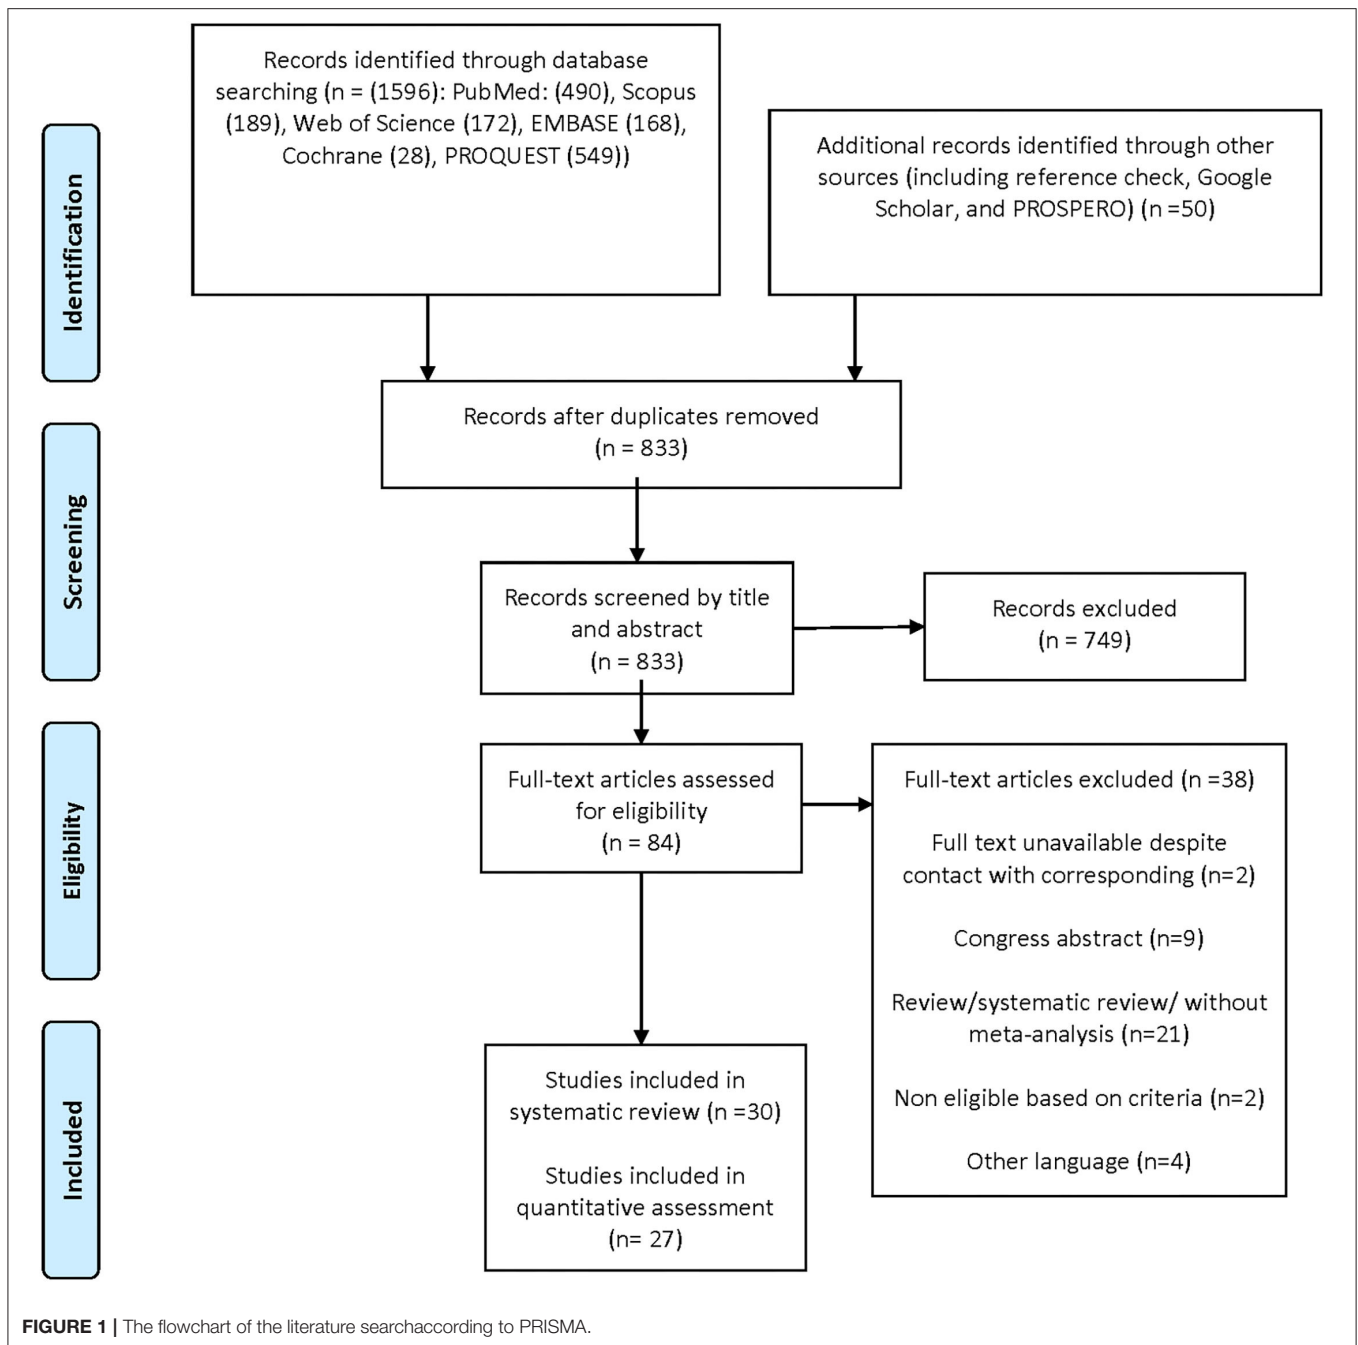 Records identified through database
searching (n = (1596): PubMed: (490), Scopus
(189), Web of Science (172), EMBASE (168),
Cochrane (28), PROQUEST (549))
Additional records identified through other
sources (including reference check, Google
Scholar, and PROSPERO) (n =50)
Identification
Records after duplicates removed
(n = 833)
Screening
Records screened by title
and abstract
(n = 833)
Records excluded
(n = 749)
Eligibility
Full-text articles assessed
for eligibility
(n = 84)
Full-text articles excluded (n =38)
Full text unavailable despite
contact with corresponding (n=2)
Congress abstract (n=9)
Review/systematic review/ without
meta-analysis (n=21)
Non eligible based on criteria (n=2)
Other language (n=4)
Included
Studies included in
systematic review (n =30)
Studies included in
quantitative assessment
(n= 27)
FIGURE 1 | The flowchart of the literature searchaccording to PRISMA.